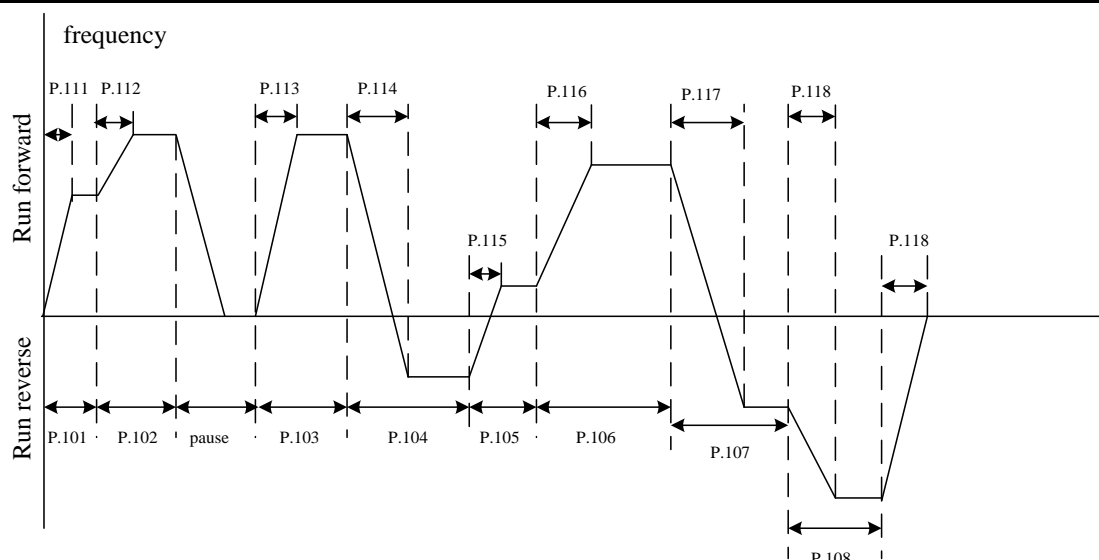 frequency
P.111
P.112
P.113
P.114
P.116
P.117
P.118
P.115
P.118
Run forward
Run reverse
P.101
P.102
pause
P.103
P.104
P.105
P.106
P.107
P.108